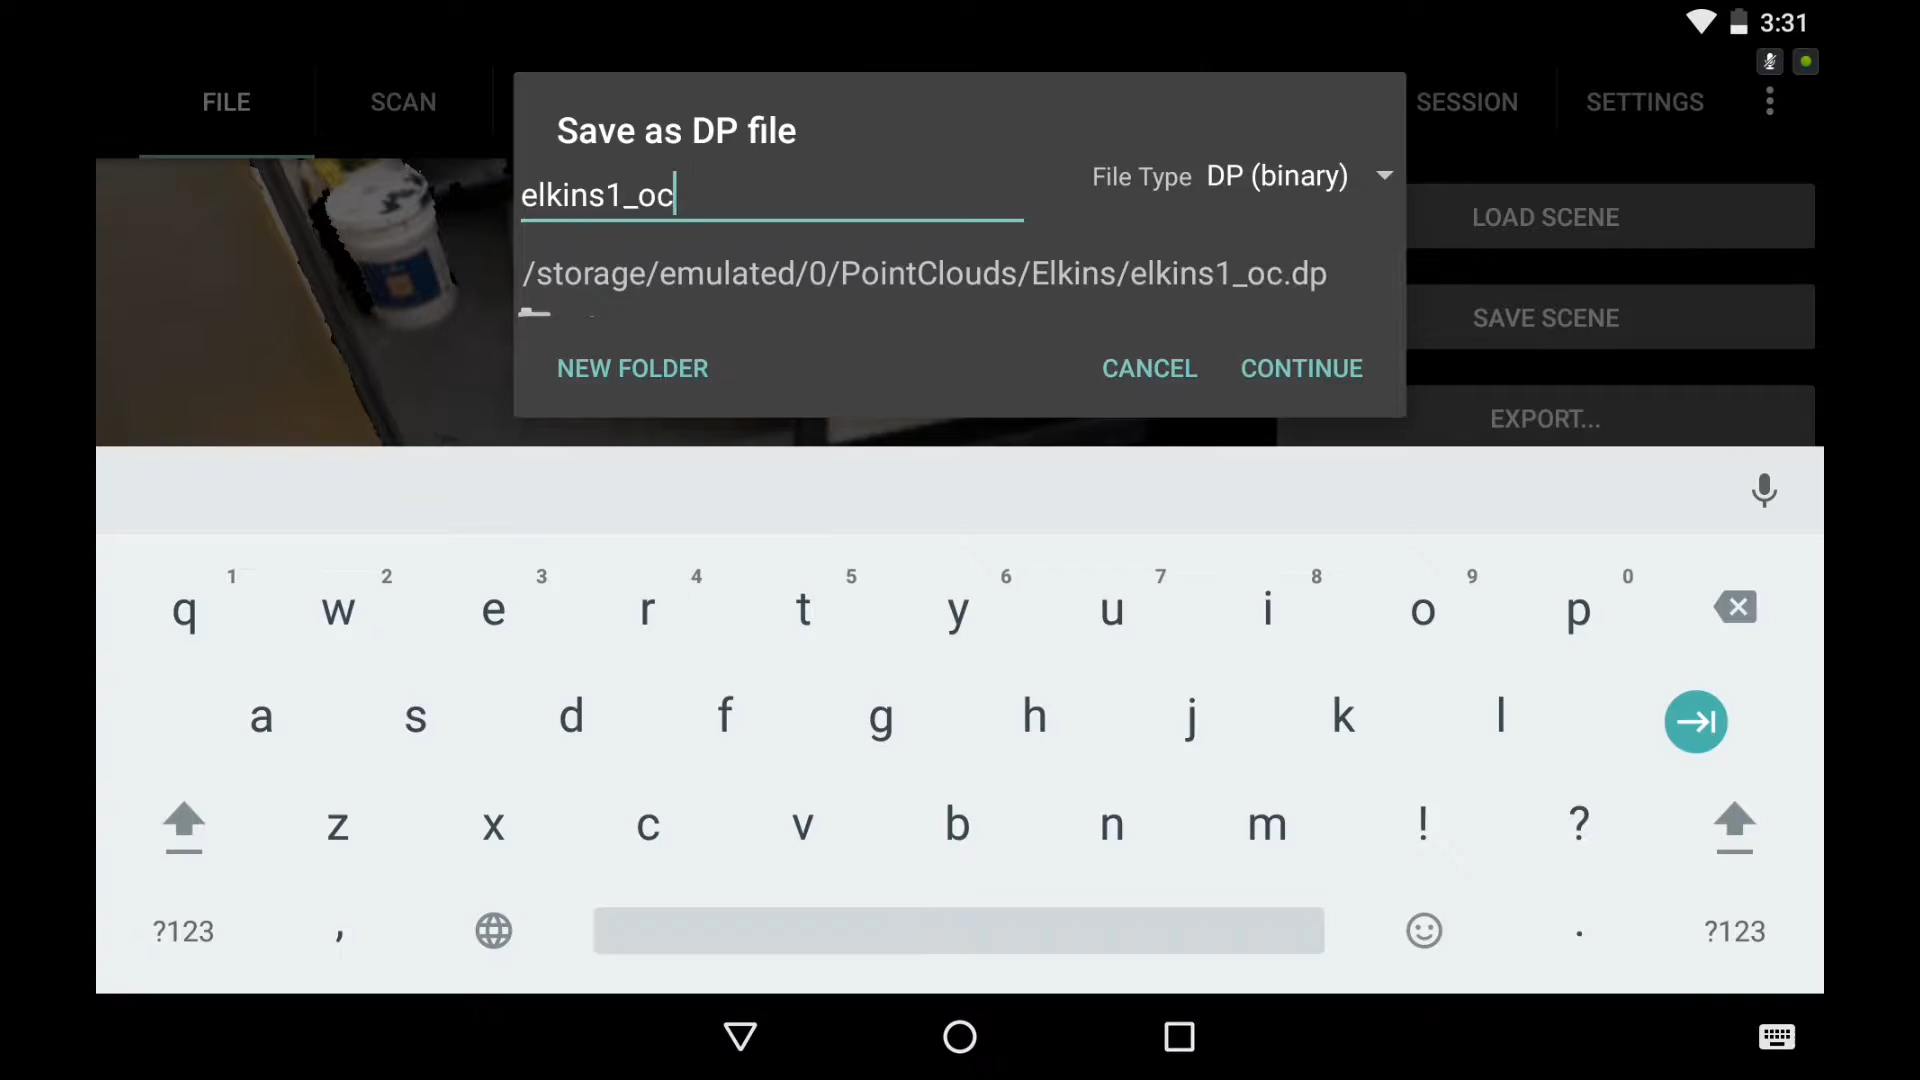 3:31
FILE
SCAN
SESSION
SETTINGS
Save as DP file
elkins1_oc
File Type DP (binary)
/storage/emulated/0/PointClouds/Elkins/elkins1_oc.dp
NEW FOLDER
CANCEL
CONTINUE
LOAD SCENE
SAVE SCENE
EXPORT...
1 2 3 4 5 6 7 8 9 0
q w e r t y u i o p
a s d f g h j k l
z x c v b n m ! ?
?123 , . ?123